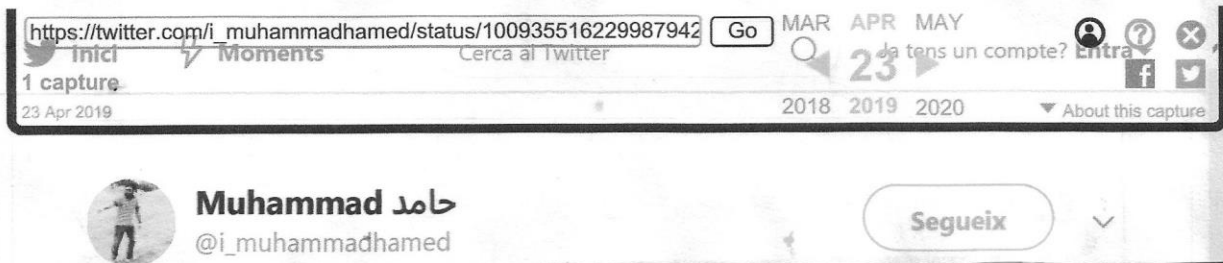 https://twitter.com/i_muhammadhamed/status/100935516229987942 Go MAR APR MAY
Inici Moments Cerca al Twitter Ja tens un compte? Entra
23
1 capture
23 Apr 2019 2018 2019 2020 ▼ About this capture
Muhammad حامد
@i_muhammadhamed
Segueix